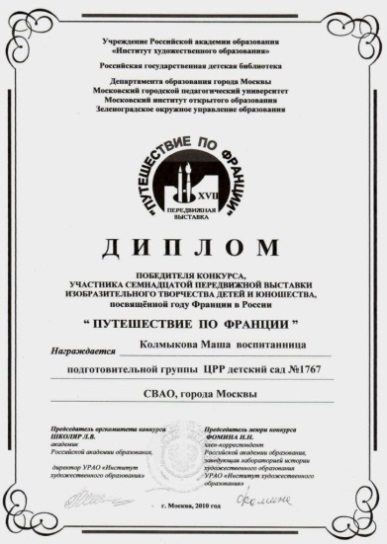 Учреждение Российской академии образования
«Институт художественного образования»
Российская государственная детская библиотека
Департамента образования города Москвы
Московский городской педагогический университет
Московский институт открытого образования
Зеленоградское окружное управление образования
"ПУТЕШЕСТВИЕ ПО ФРАНЦИИ"
XVII
ПЕРЕДВИЖНАЯ
ВЫСТАВКА
ДИПЛОМ
ПОБЕДИТЕЛЯ КОНКУРСА,
УЧАСТНИКА СЕМНАДЦАТОЙ ПЕРЕДВИЖНОЙ ВЫСТАВКИ
ИЗОБРАЗИТЕЛЬНОГО ТВОРЧЕСТВА ДЕТЕЙ И ЮНОШЕСТВА,
посвящённой году Франции в России
“ ПУТЕШЕСТВИЕ ПО ФРАНЦИИ ”
Награждается Колмыкова Маша воспитанница
подготовительной группы ЦРР детский сад №1767
СВАО, города Москвы
Председатель оргкомитета конкурса
ШКОЛЯР Л.В.
академик
Российской академии образования,
директор УРАО «Институт
художественного образования»
Председатель жюри конкурса
ФОМИНА Н.Н.
член-корреспондент
Российской академии образования,
заведующая лабораторией истории
художественного образования
УРАО «Институт художественного
образования»
г. Москва, 2010 год